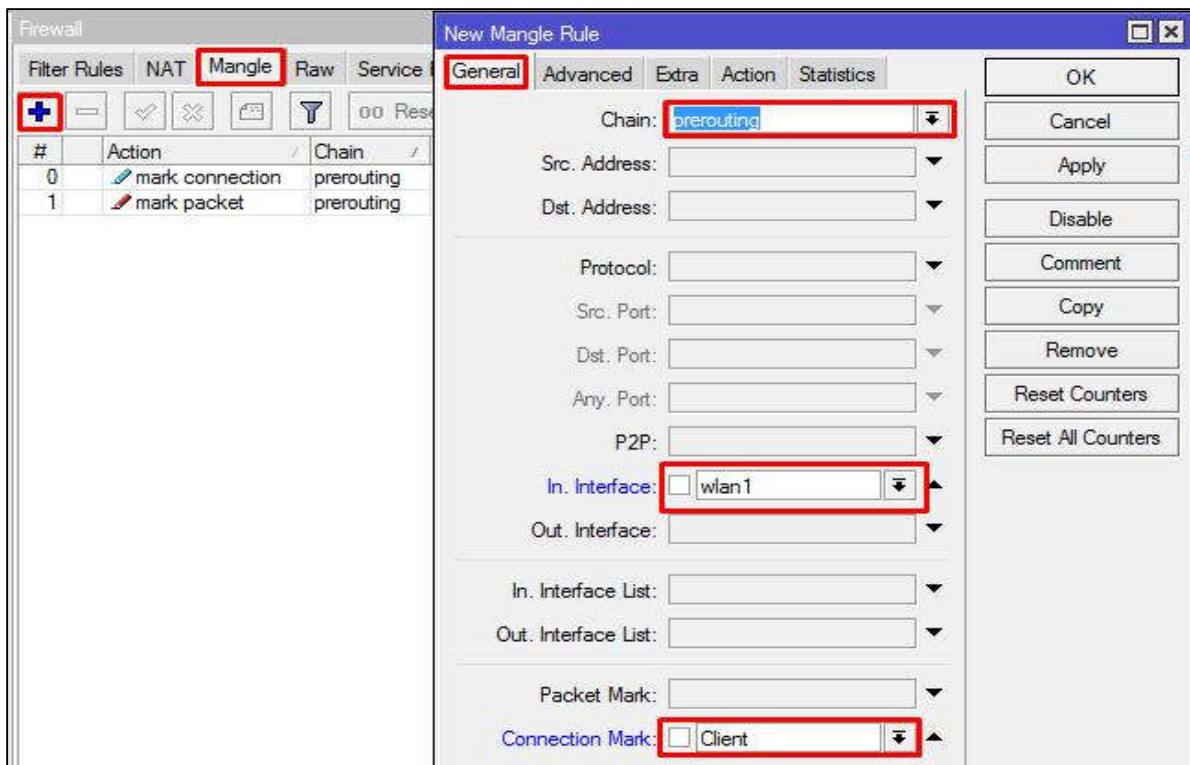 Firewall
Filter Rules NAT Mangle Raw Service
00 Rese
# Action Chain
0 mark connection prerouting
1 mark packet prerouting
New Mangle Rule
General Advanced Extra Action Statistics
Chain: prerouting
Src. Address:
Dst. Address:
Protocol:
Src. Port:
Dst. Port:
Any. Port:
P2P:
In. Interface: wlan1
Out. Interface:
In. Interface List:
Out. Interface List:
Packet Mark:
Connection Mark: Client
OK
Cancel
Apply
Disable
Comment
Copy
Remove
Reset Counters
Reset All Counters